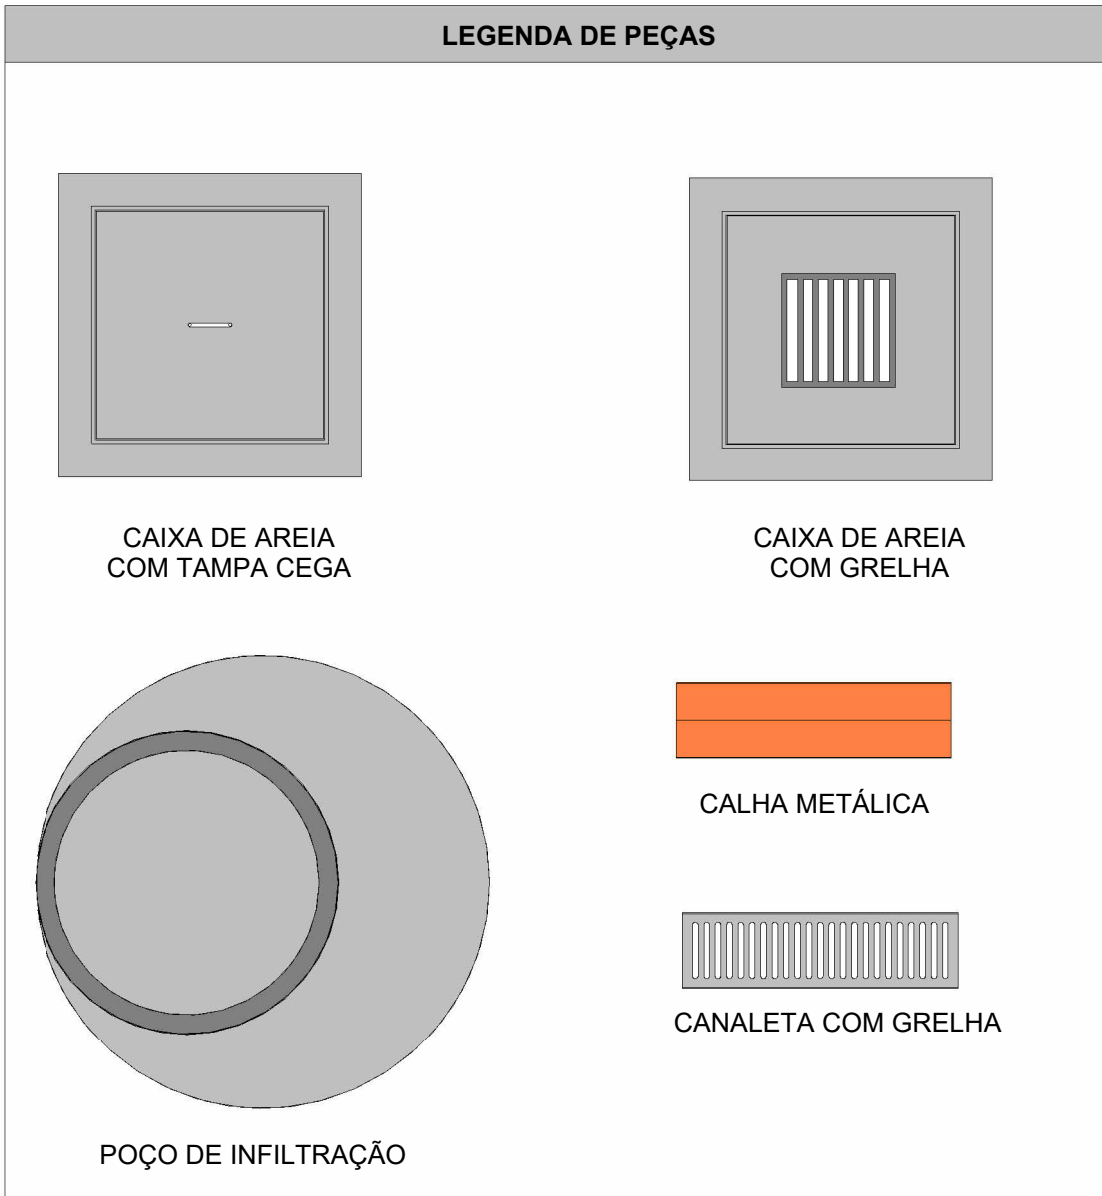 LEGENDA DE PEÇAS
CAIXA DE AREIA
COM TAMPA CEGA
CAIXA DE AREIA
COM GRELHA
CALHA METÁLICA
CANALETA COM GRELHA
POÇO DE INFILTRAÇÃO